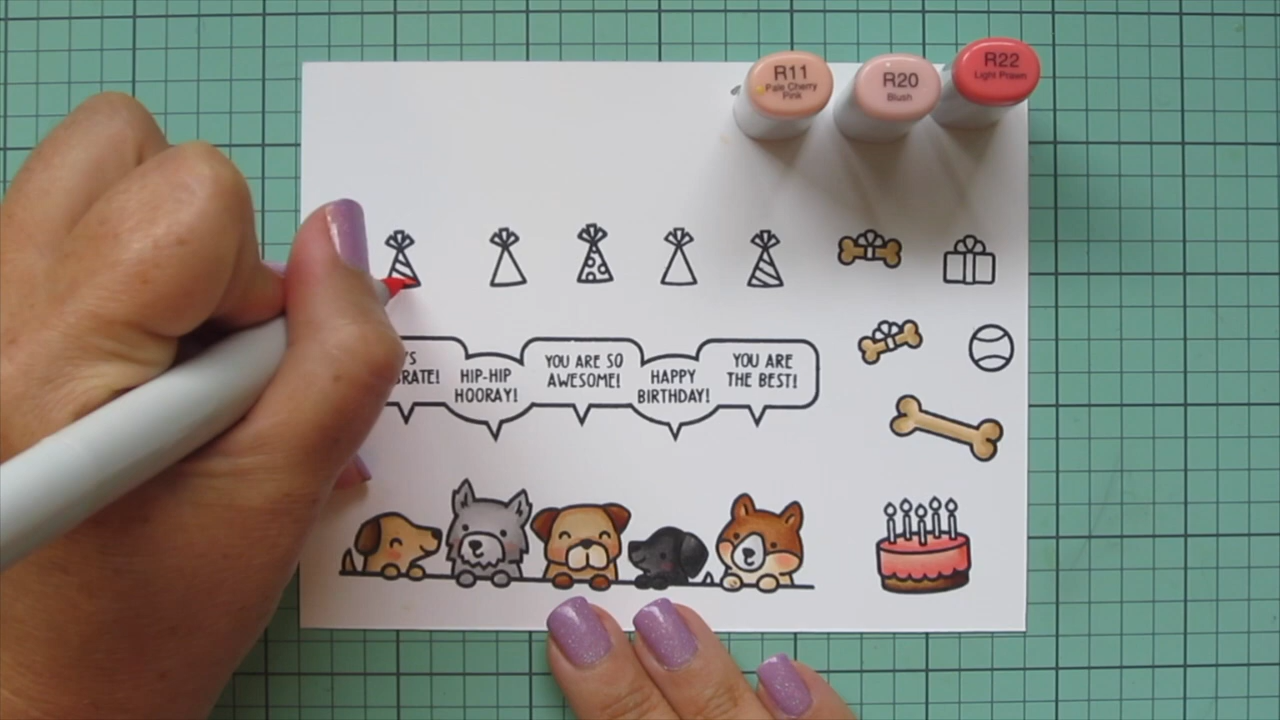 R11
Pale Cherry
Pink
R20
Blush
R22
Light Prawn
HIP-HIP
HOORAY!
YOU ARE SO
AWESOME!
HAPPY
BIRTHDAY!
YOU ARE
THE BEST!